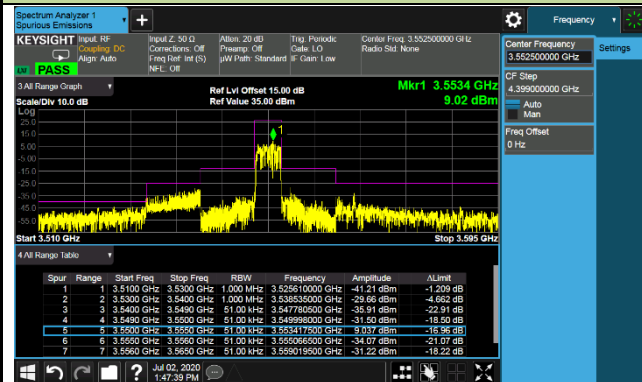 Spectrum Analyzer 1
Spurious Emissions
Frequency
KEYSIGHT
Input: RF
Coupling: DC
Align: Auto
Input Z: 50 Ω
Corrections: Off
Freq Ref: Int (S)
NFE: Off
Atten: 20 dB
Preamp: Off
µW Path: Standard
Trig: Periodic
Gate: LO
IF Gain: Low
Center Freq: 3.552500000 GHz
Radio Std: None
PASS
Center Frequency
3.552500000 GHz
Settings
CF Step
4.399000000 GHz
Auto
Man
Freq Offset
0 Hz
3 All Range Graph
Ref Lvl Offset 15.00 dB
Mkr1 3.5534 GHz
Scale/Div 10.0 dB
Ref Value 35.00 dBm
9.02 dBm
Log
25.0
15.0
5.00
-5.00
-15.0
-25.0
-35.0
-45.0
-55.0
1
Start 3.510 GHz
Stop 3.595 GHz
4 All Range Table
Spur Range Start Freq Stop Freq RBW Frequency Amplitude ΔLimit
1 1 3.5100 GHz 3.5300 GHz 1.000 MHz 3.525610000 GHz -41.21 dBm -1.209 dB
2 2 3.5300 GHz 3.5400 GHz 1.000 MHz 3.538535000 GHz -29.66 dBm -4.662 dB
3 3 3.5400 GHz 3.5490 GHz 51.00 kHz 3.547780500 GHz -35.91 dBm -22.91 dB
4 4 3.5490 GHz 3.5500 GHz 51.00 kHz 3.549998000 GHz -31.50 dBm -18.50 dB
5 5 3.5500 GHz 3.5550 GHz 51.00 kHz 3.553417500 GHz 9.037 dBm -16.96 dB
6 6 3.5550 GHz 3.5560 GHz 51.00 kHz 3.555066500 GHz -34.07 dBm -21.07 dB
7 7 3.5560 GHz 3.5650 GHz 51.00 kHz 3.559019500 GHz -31.22 dBm -18.22 dB
Jul 02, 2020
1:47:39 PM